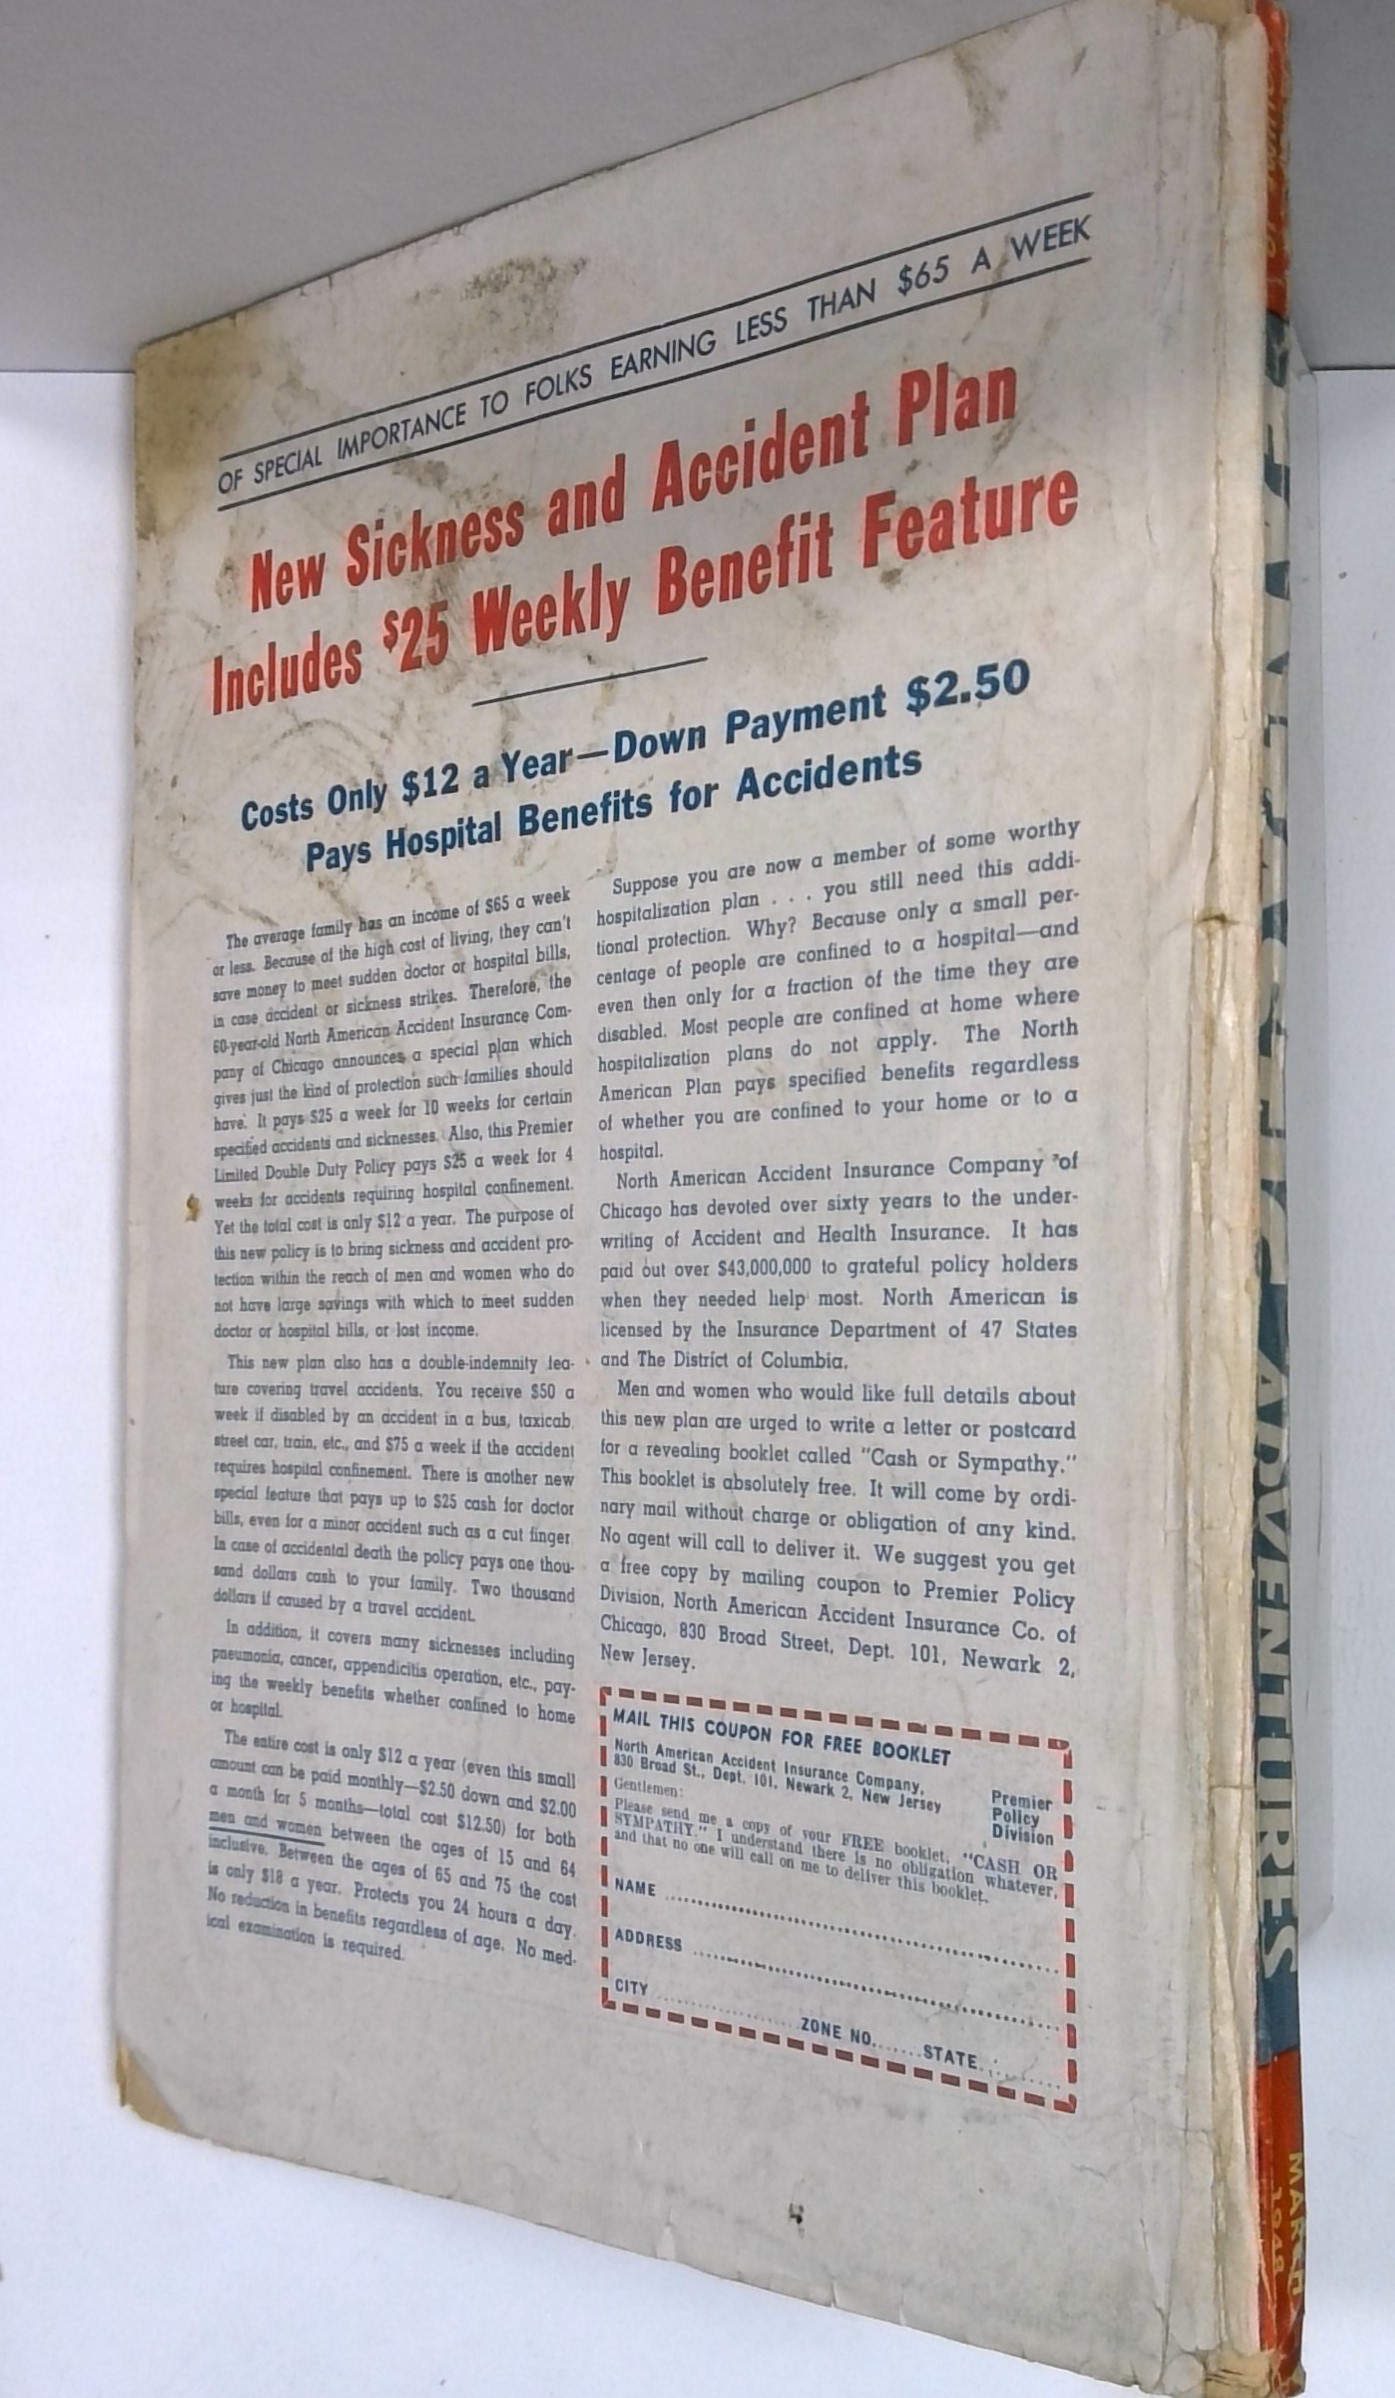 OF SPECIAL IMPORTANCE TO FOLKS EARNING LESS THAN $65 A WEEK
New Sickness and Accident Plan
Includes $25 Weekly Benefit Feature
Costs Only $12 a Year—Down Payment $2.50
Pays Hospital Benefits for Accidents
The average family has an income of $65 a week
or less. Because of the high cost of living, they can't
save money to meet sudden doctor or hospital bills,
in case accident or sickness strikes. Therefore, the
60-year-old North American Accident Insurance Com-
pany of Chicago announces a special plan which
gives just the kind of protection such families should
have. It pays $25 a week for 10 weeks for certain
specified accidents and sicknesses. Also, this Premier
Limited Double Duty Policy pays $25 a week for 4
weeks for accidents requiring hospital confinement.
Yet the total cost is only $12 a year. The purpose of
this new policy is to bring sickness and accident pro-
tection within the reach of men and women who do
not have large savings with which to meet sudden
doctor or hospital bills, or lost income.
This new plan also has a double-indemnity fea-
ture covering travel accidents. You receive $50 a
week if disabled by an accident in a bus, taxicab,
street car, train, etc., and $75 a week if the accident
requires hospital confinement. There is another new
special feature that pays up to $25 cash for doctor
bills, even for a minor accident such as a cut finger.
In case of accidental death the policy pays one thou-
sand dollars cash to your family. Two thousand
dollars if caused by a travel accident.
In addition, it covers many sicknesses including
pneumonia, cancer, appendicitis operation, etc., pay-
ing the weekly benefits whether confined to home
or hospital.
The entire cost is only $12 a year (even this small
amount can be paid monthly—$2.50 down and $2.00
a month for 5 months—total cost $12.50) for both
men and women between the ages of 15 and 64
inclusive. Between the ages of 65 and 75 the cost
is only $18 a year. Protects you 24 hours a day.
No reduction in benefits regardless of age. No med-
ical examination is required.
Suppose you are now a member of some worthy
hospitalization plan . . . you still need this addi-
tional protection. Why? Because only a small per-
centage of people are confined to a hospital—and
even then only for a fraction of the time they are
disabled. Most people are confined at home where
hospitalization plans do not apply. The North
American Plan pays specified benefits regardless
of whether you are confined to your home or to a
hospital.
North American Accident Insurance Company of
Chicago has devoted over sixty years to the under-
writing of Accident and Health Insurance. It has
paid out over $43,000,000 to grateful policy holders
when they needed help most. North American is
licensed by the Insurance Department of 47 States
and The District of Columbia.
Men and women who would like full details about
this new plan are urged to write a letter or postcard
for a revealing booklet called "Cash or Sympathy."
This booklet is absolutely free. It will come by ordi-
nary mail without charge or obligation of any kind.
No agent will call to deliver it. We suggest you get
a free copy by mailing coupon to Premier Policy
Division, North American Accident Insurance Co. of
Chicago, 830 Broad Street, Dept. 101, Newark 2,
New Jersey.
MAIL THIS COUPON FOR FREE BOOKLET
North American Accident Insurance Company,
830 Broad St., Dept. 101, Newark 2, New Jersey
Premier
Policy
Division
Gentlemen:
Please send me a copy of your FREE booklet, "CASH OR
SYMPATHY." I understand there is no obligation whatever,
and that no one will call on me to deliver this booklet.
NAME
ADDRESS
CITY ZONE NO. STATE
FANTASTIC ADVENTURES
MARCH
1948